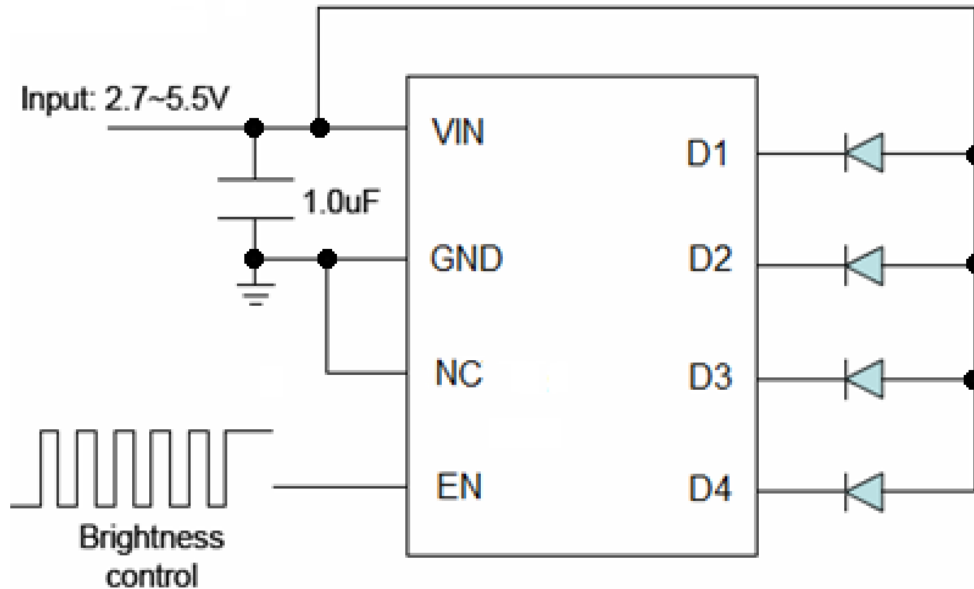 Input: 2.7~5.5V
VIN
D1
1.0uF
GND
D2
NC
D3
EN
D4
Brightness
control